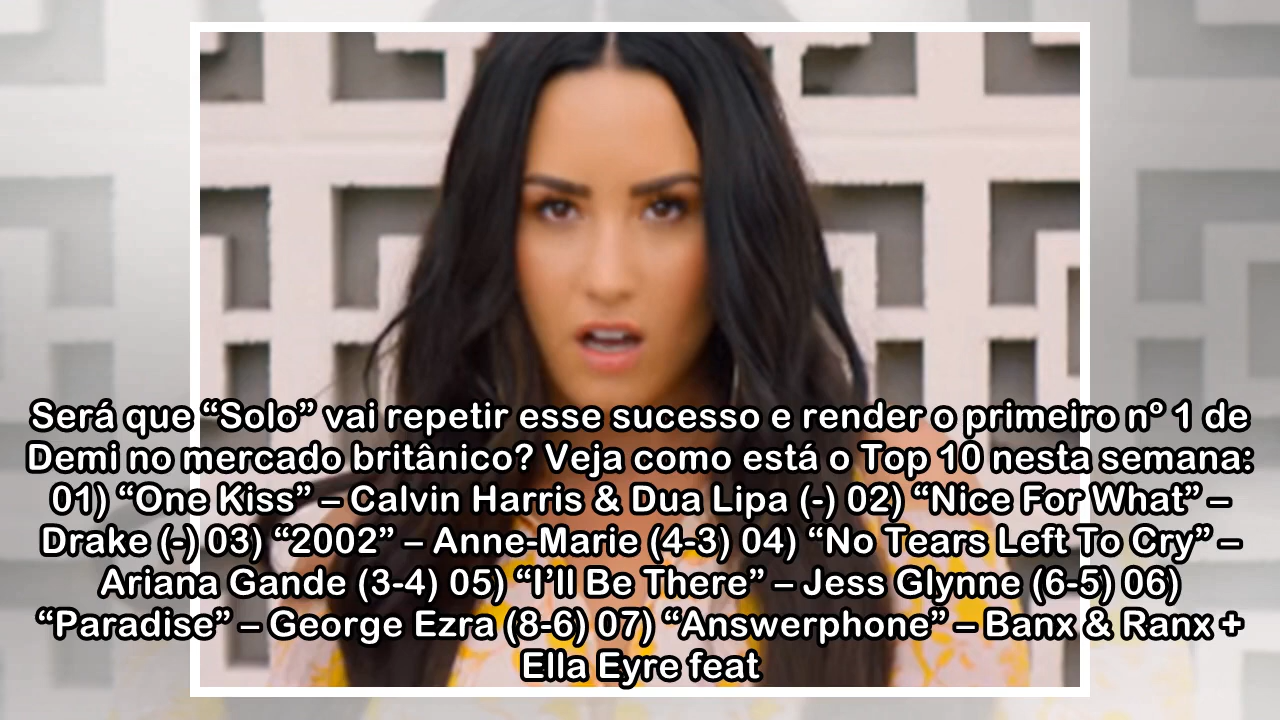 Será que “Solo” vai repetir esse sucesso e render o primeiro nº 1 de
Demi no mercado britânico? Veja como está o Top 10 nesta semana:
01) “One Kiss” – Calvin Harris & Dua Lipa (-) 02) “Nice For What” –
Drake (-) 03) “2002” – Anne-Marie (4-3) 04) “No Tears Left To Cry” –
Ariana Gande (3-4) 05) “I’ll Be There” – Jess Glynne (6-5) 06)
“Paradise” – George Ezra (8-6) 07) “Answerphone” – Banx & Ranx +
Ella Eyre feat